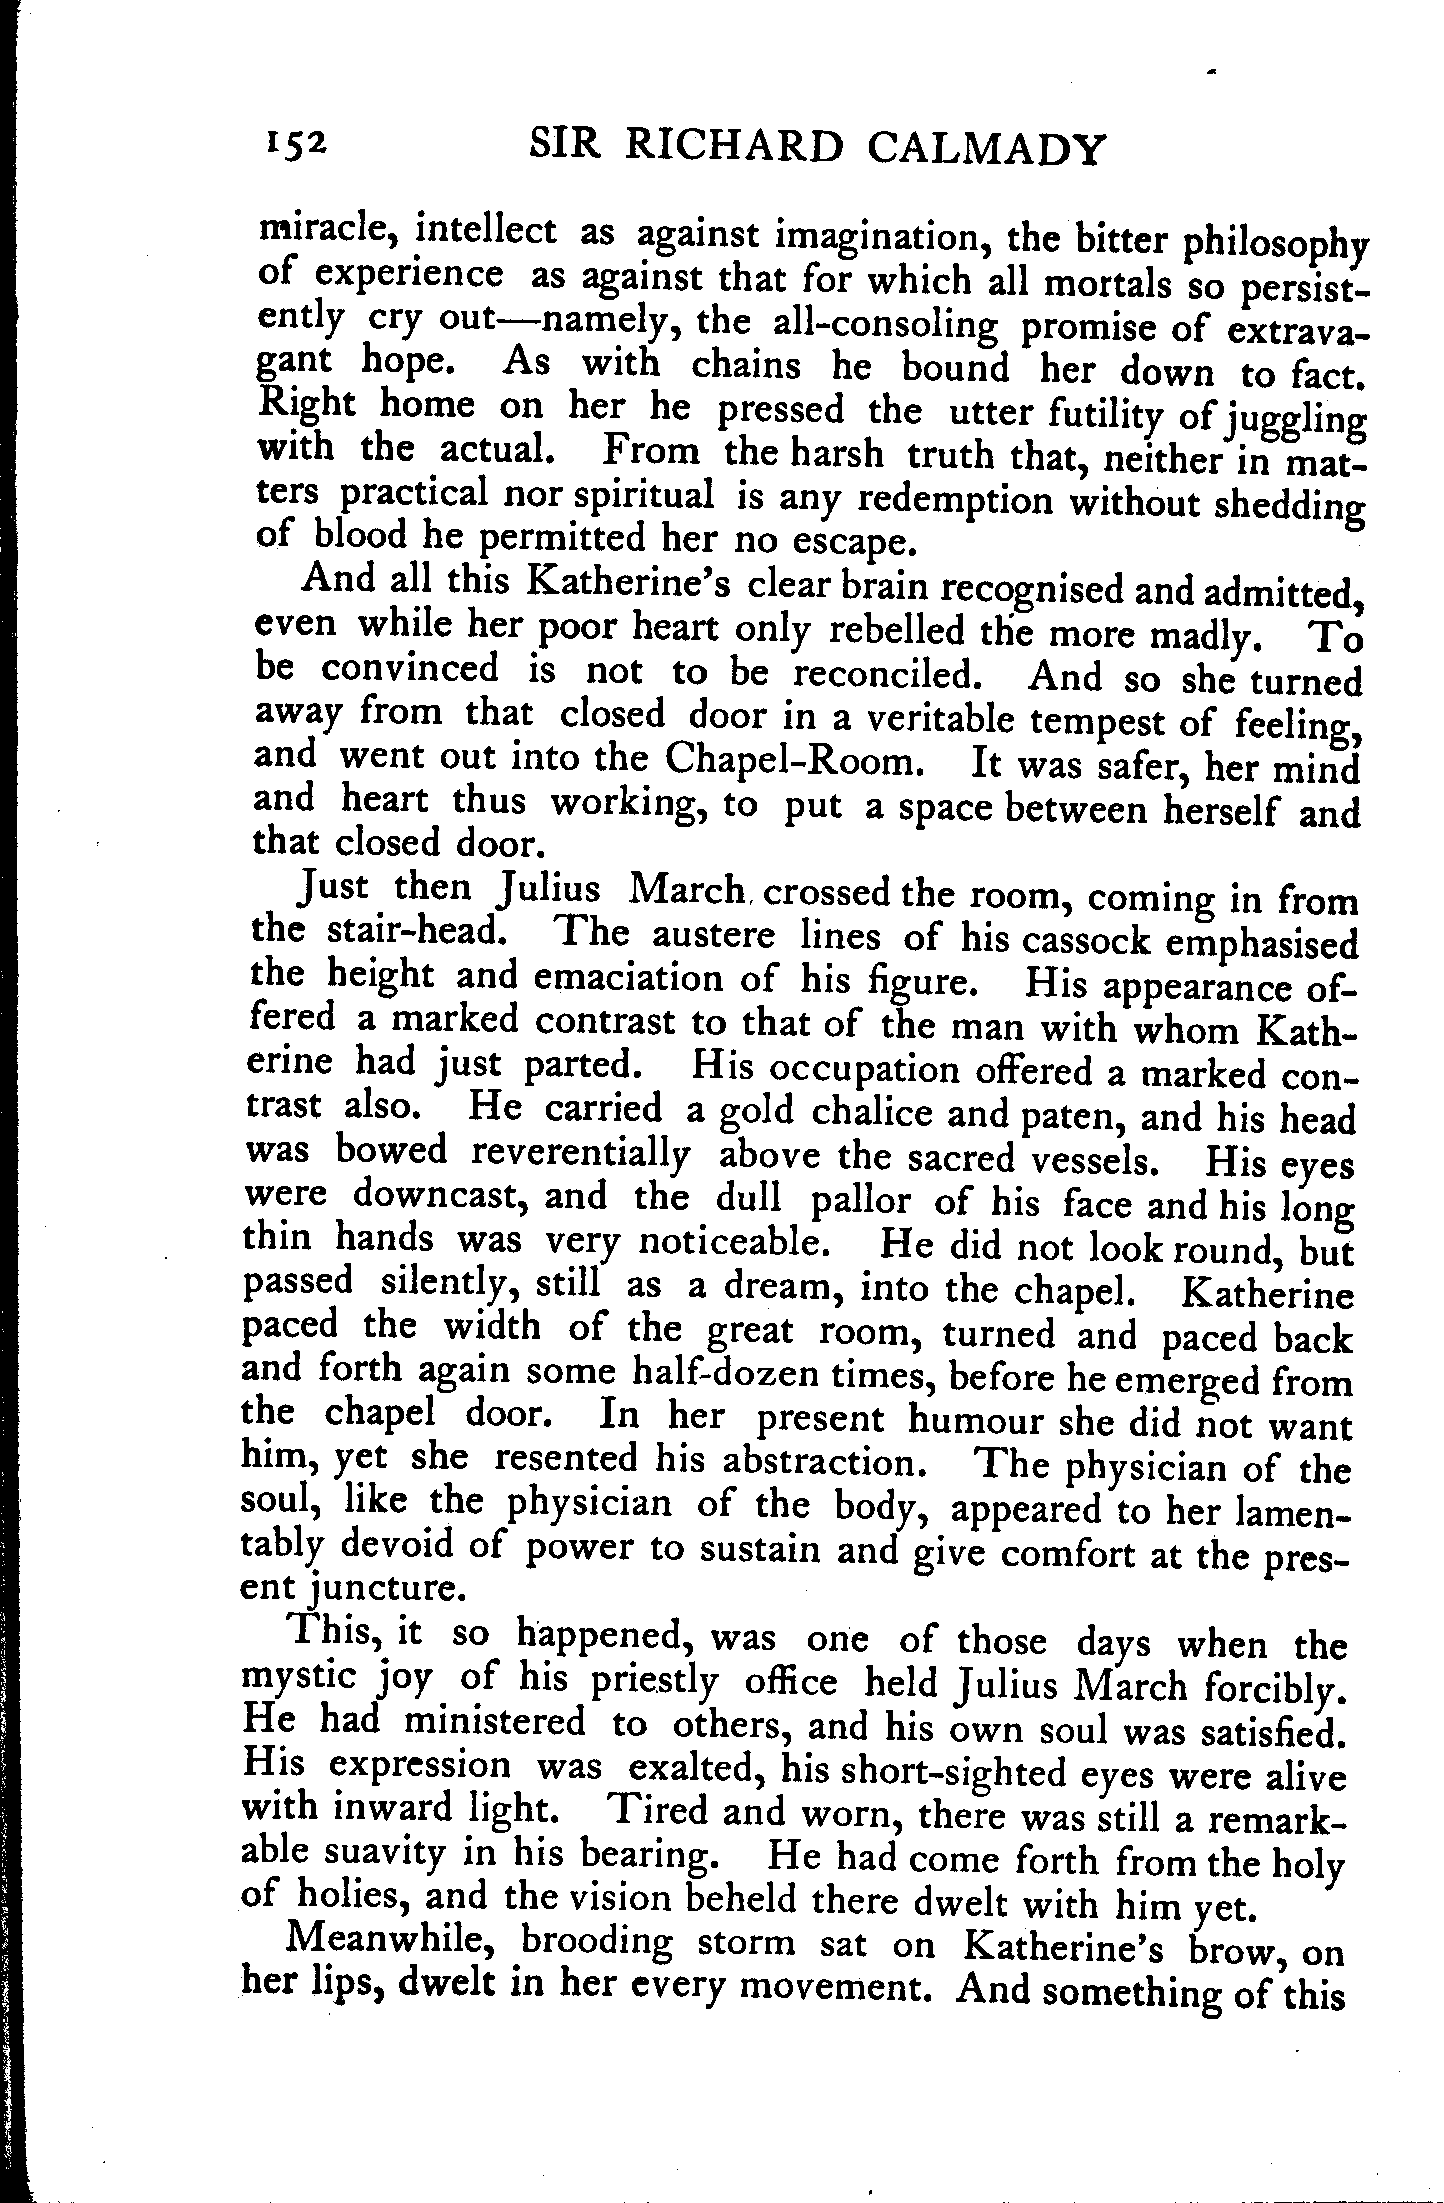 152 SIR RICHARD CALMADY
miracle, intellect as against imagination, the bitter philosophy
of experience as against that for which all mortals so persist-
ently cry out—namely, the all-consoling promise of extrava-
gant hope. As with chains he bound her down to fact.
Right home on her he pressed the utter futility of juggling
with the actual. From the harsh truth that, neither in mat-
ters practical nor spiritual is any redemption without shedding
of blood he permitted her no escape.
And all this Katherine's clear brain recognised and admitted,
even while her poor heart only rebelled the more madly. To
be convinced is not to be reconciled. And so she turned
away from that closed door in a veritable tempest of feeling,
and went out into the Chapel-Room. It was safer, her mind
and heart thus working, to put a space between herself and
that closed door.
Just then Julius March crossed the room, coming in from
the stair-head. The austere lines of his cassock emphasised
the height and emaciation of his figure. His appearance of-
fered a marked contrast to that of the man with whom Kath-
erine had just parted. His occupation offered a marked con-
trast also. He carried a gold chalice and paten, and his head
was bowed reverentially above the sacred vessels. His eyes
were downcast, and the dull pallor of his face and his long
thin hands was very noticeable. He did not look round, but
passed silently, still as a dream, into the chapel. Katherine
paced the width of the great room, turned and paced back
and forth again some half-dozen times, before he emerged from
the chapel door. In her present humour she did not want
him, yet she resented his abstraction. The physician of the
soul, like the physician of the body, appeared to her lamen-
tably devoid of power to sustain and give comfort at the pres-
ent juncture.
This, it so happened, was one of those days when the
mystic joy of his priestly office held Julius March forcibly.
He had ministered to others, and his own soul was satisfied.
His expression was exalted, his short-sighted eyes were alive
with inward light. Tired and worn, there was still a remark-
able suavity in his bearing. He had come forth from the holy
of holies, and the vision beheld there dwelt with him yet.
Meanwhile, brooding storm sat on Katherine's brow, on
her lips, dwelt in her every movement. And something of this